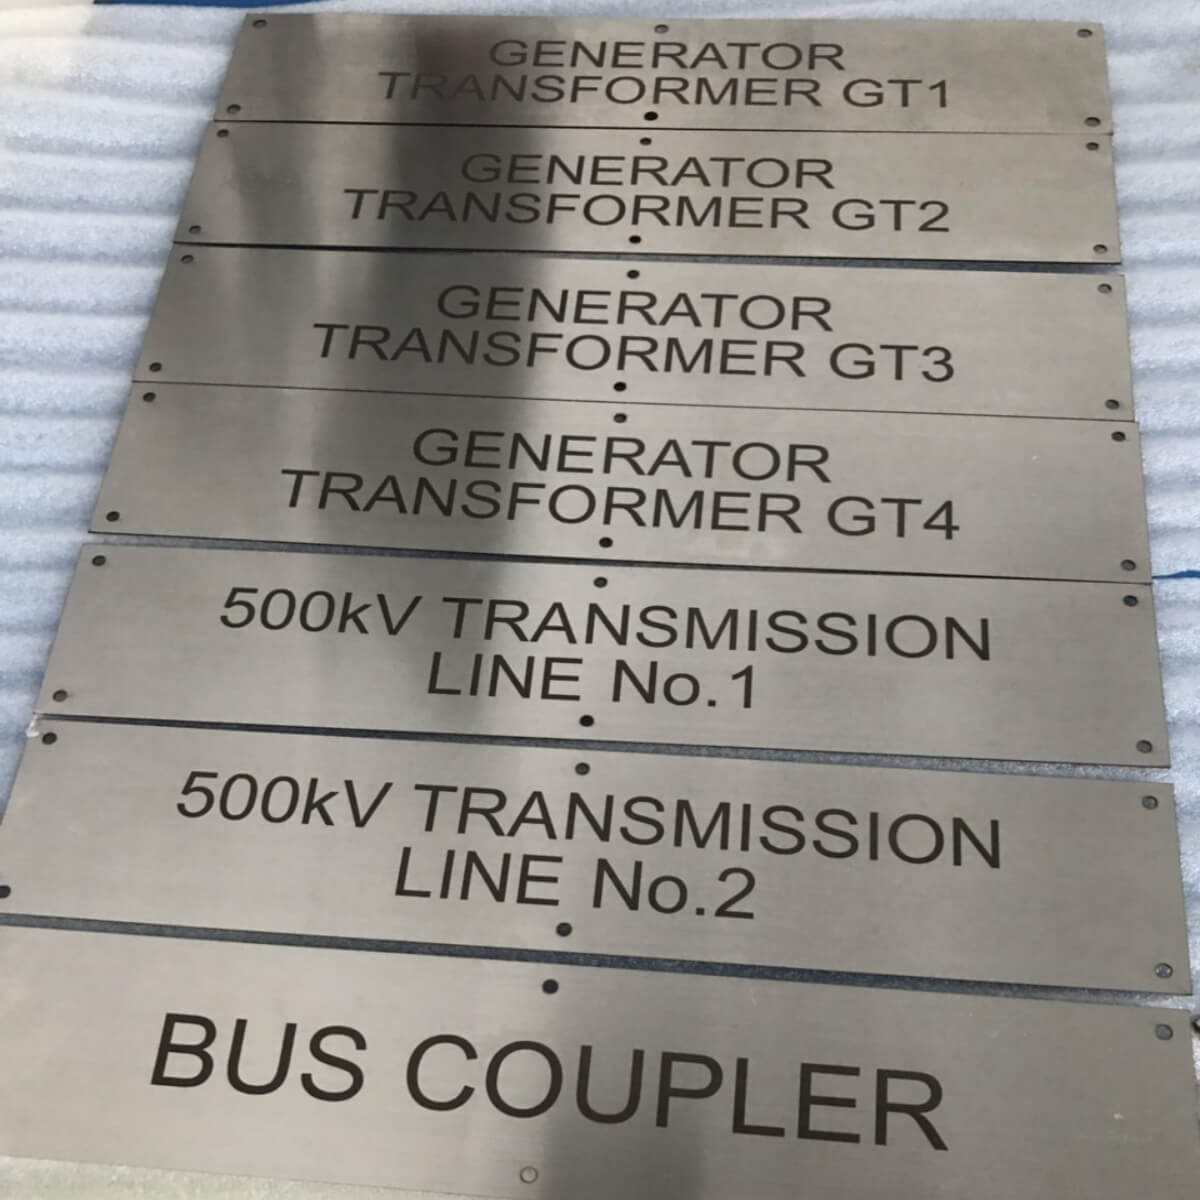 GENERATOR
TRANSFORMER GT1
GENERATOR
TRANSFORMER GT2
GENERATOR
TRANSFORMER GT3
GENERATOR
TRANSFORMER GT4
500kV TRANSMISSION
LINE No.1
500kV TRANSMISSION
LINE No.2
BUS COUPLER